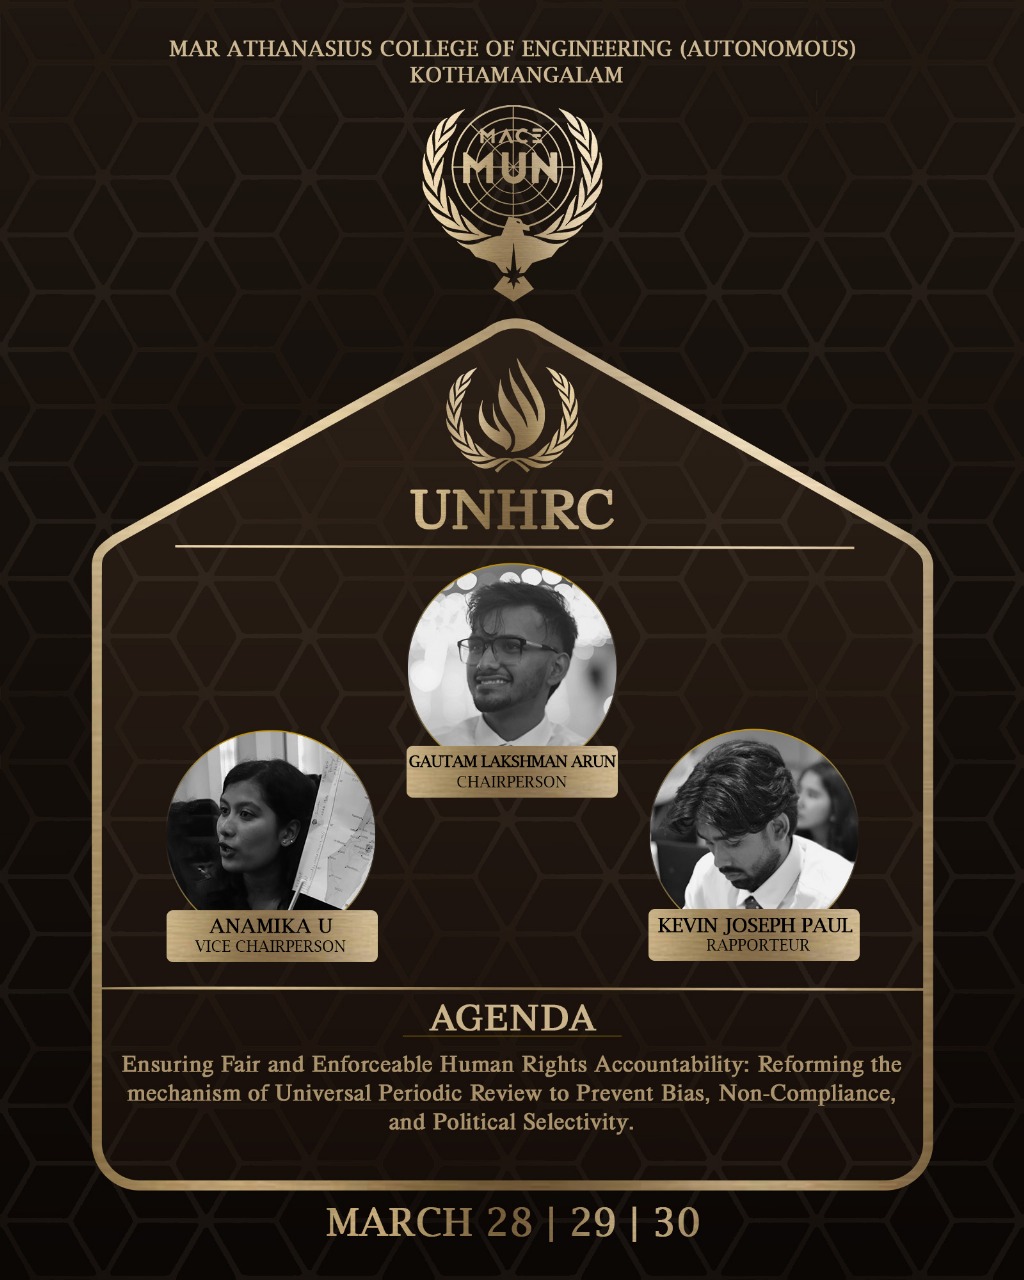 MAR ATHANASIUS COLLEGE OF ENGINEERING (AUTONOMOUS)
KOTHAMANGALAM
MACE
MUN
UNHRC
GAUTAM LAKSHMAN ARUN
CHAIRPERSON
ANAMIKA U
VICE CHAIRPERSON
KEVIN JOSEPH PAUL
RAPPORTEUR
AGENDA
Ensuring Fair and Enforceable Human Rights Accountability: Reforming the
mechanism of Universal Periodic Review to Prevent Bias, Non-Compliance,
and Political Selectivity.
MARCH 28 | 29 | 30